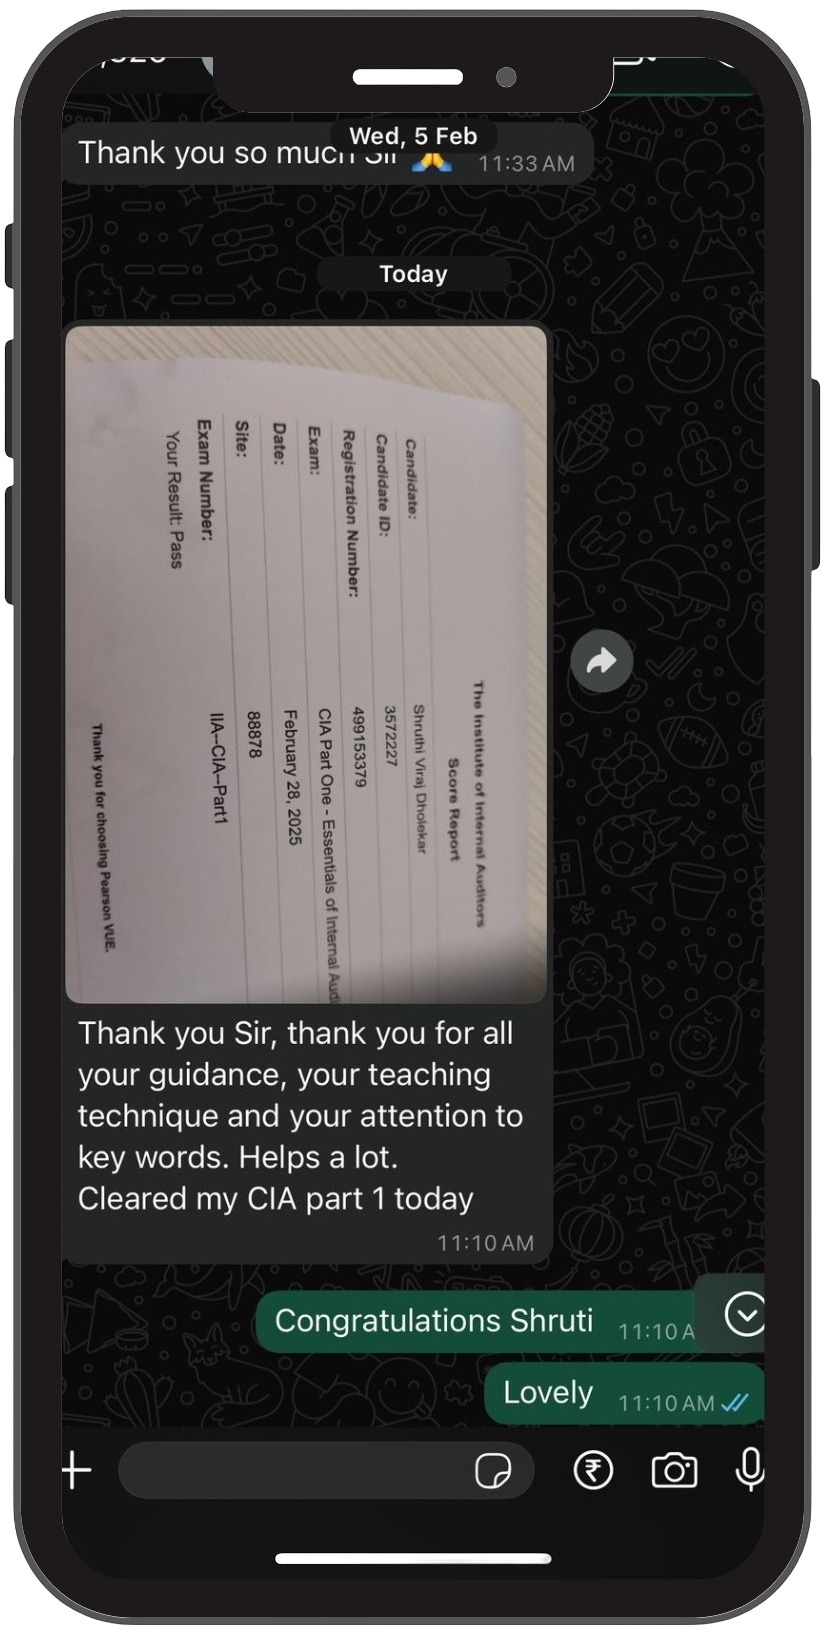 Wed, 5 Feb
Thank you so much Sir 🙏 11:33 AM
Today
The Institute of Internal Auditors
Score Report
Candidate: Shruthi Viraj Dholekar
Candidate ID: 3572227
Registration Number: 499153379
Exam: CIA Part One - Essentials of Internal Audi
Date: February 28, 2025
Site: 88878
Exam Number: IIA--CIA--Part1
Your Result: Pass
Thank you for choosing Pearson VUE.
Thank you Sir, thank you for all
your guidance, your teaching
technique and your attention to
key words. Helps a lot.
Cleared my CIA part 1 today
11:10 AM
Congratulations Shruti 11:10 A
Lovely 11:10 AM